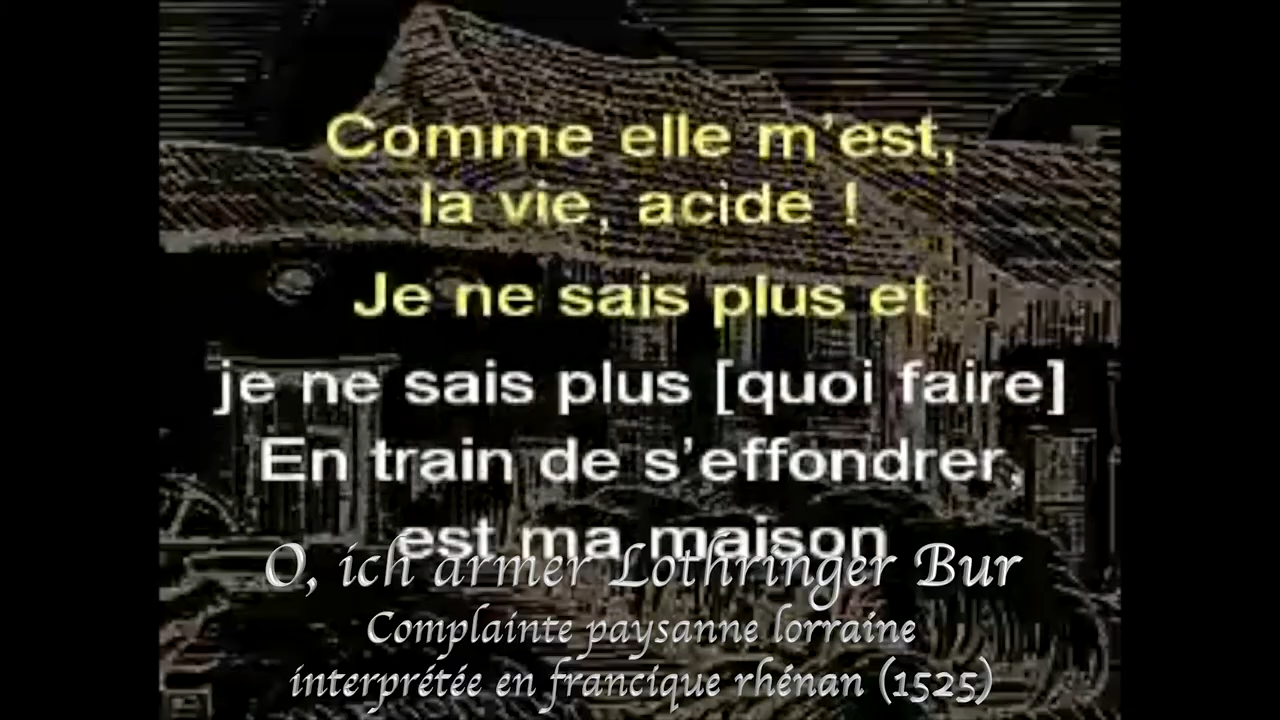 Comme elle m'est,
la vie, acide !
Je ne sais plus et
je ne sais plus [quoi faire]
En train de s'effondrer,
est ma maison
O, ich armer Lothringer Bur
Complainte paysanne lorraine
interprétée en francique rhénan (1525)